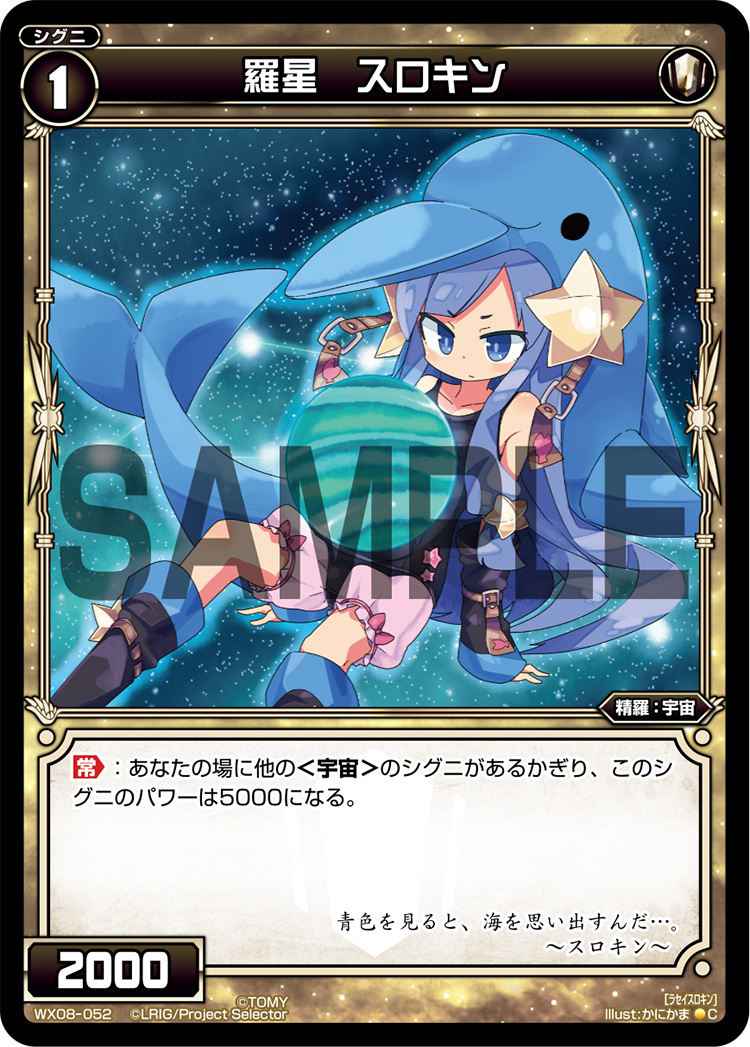 シグニ
1
羅星　スロキン
SAMPLE
精羅：宇宙
常：あなたの場に他の＜宇宙＞のシグニがあるかぎり、このシ
グニのパワーは5000になる。
青色を見ると、海を思い出すんだ…。
～スロキン～
2000
©TOMY
WX08-052 ©LRIG/Project Selector
[ラセイスロキン]
Illust:かにかま C